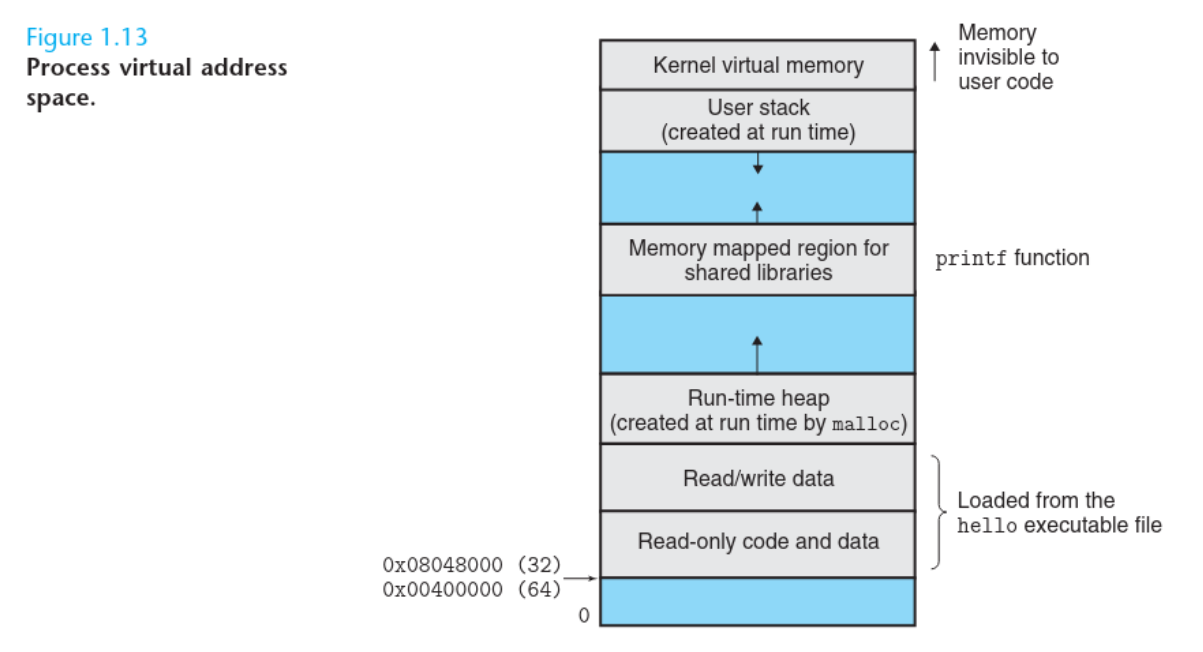 Figure 1.13
Process virtual address
space.
Memory
invisible to
user code
Kernel virtual memory
User stack
(created at run time)
Memory mapped region for
shared libraries
printf function
Run-time heap
(created at run time by malloc)
Read/write data
Loaded from the
hello executable file
Read-only code and data
0x08048000 (32)
0x00400000 (64)
0